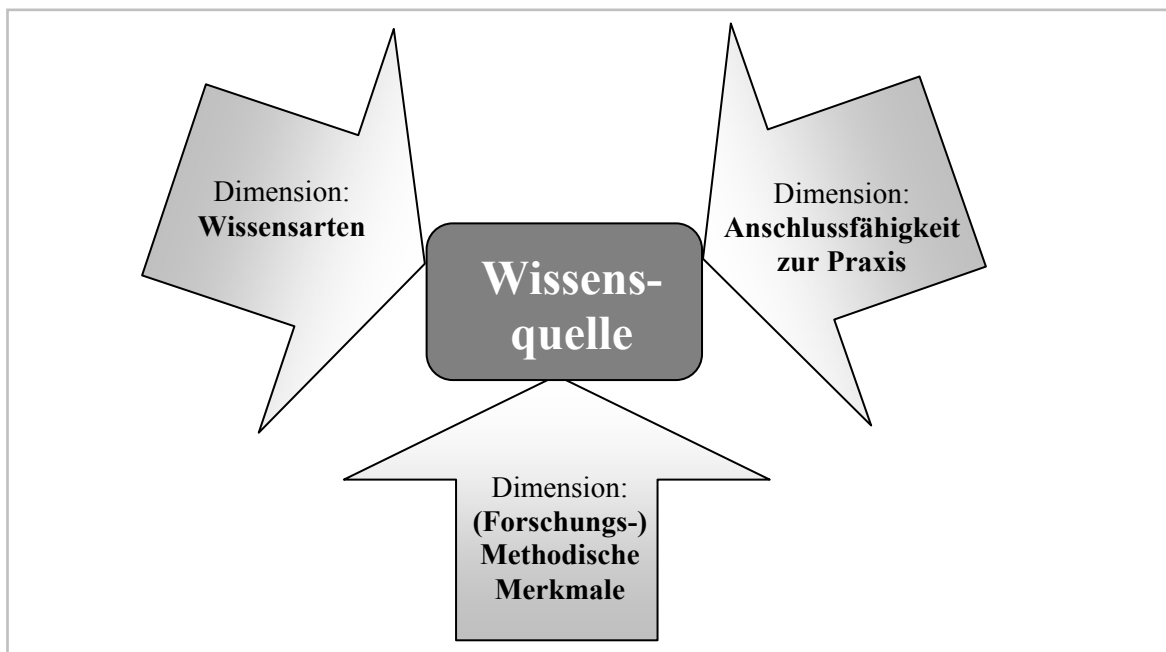 Dimension:
Wissensarten
Dimension:
Anschlussfähigkeit
zur Praxis
Wissens-
quelle
Dimension:
(Forschungs-)
Methodische
Merkmale